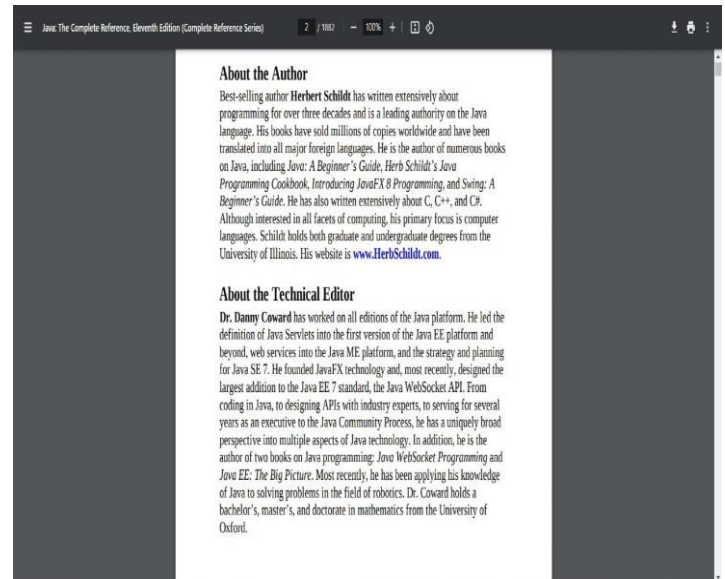 Java: The Complete Reference, Eleventh Edition (Complete Reference Series) 2 / 1882 100%
About the Author
Best-selling author Herbert Schildt has written extensively about
programming for over three decades and is a leading authority on the Java
language. His books have sold millions of copies worldwide and have been
translated into all major foreign languages. He is the author of numerous books
on Java, including Java: A Beginner's Guide, Herb Schildt's Java
Programming Cookbook, Introducing JavaFX 8 Programming, and Swing: A
Beginner's Guide. He has also written extensively about C, C++, and C#.
Although interested in all facets of computing, his primary focus is computer
languages. Schildt holds both graduate and undergraduate degrees from the
University of Illinois. His website is www.HerbSchildt.com.
About the Technical Editor
Dr. Danny Coward has worked on all editions of the Java platform. He led the
definition of Java Servlets into the first version of the Java EE platform and
beyond, web services into the Java ME platform, and the strategy and planning
for Java SE 7. He founded JavaFX technology and, most recently, designed the
largest addition to the Java EE 7 standard, the Java WebSocket API. From
coding in Java, to designing APIs with industry experts, to serving for several
years as an executive to the Java Community Process, he has a uniquely broad
perspective into multiple aspects of Java technology. In addition, he is the
author of two books on Java programming: Java WebSocket Programming and
Java EE: The Big Picture. Most recently, he has been applying his knowledge
of Java to solving problems in the field of robotics. Dr. Coward holds a
bachelor's, master's, and doctorate in mathematics from the University of
Oxford.